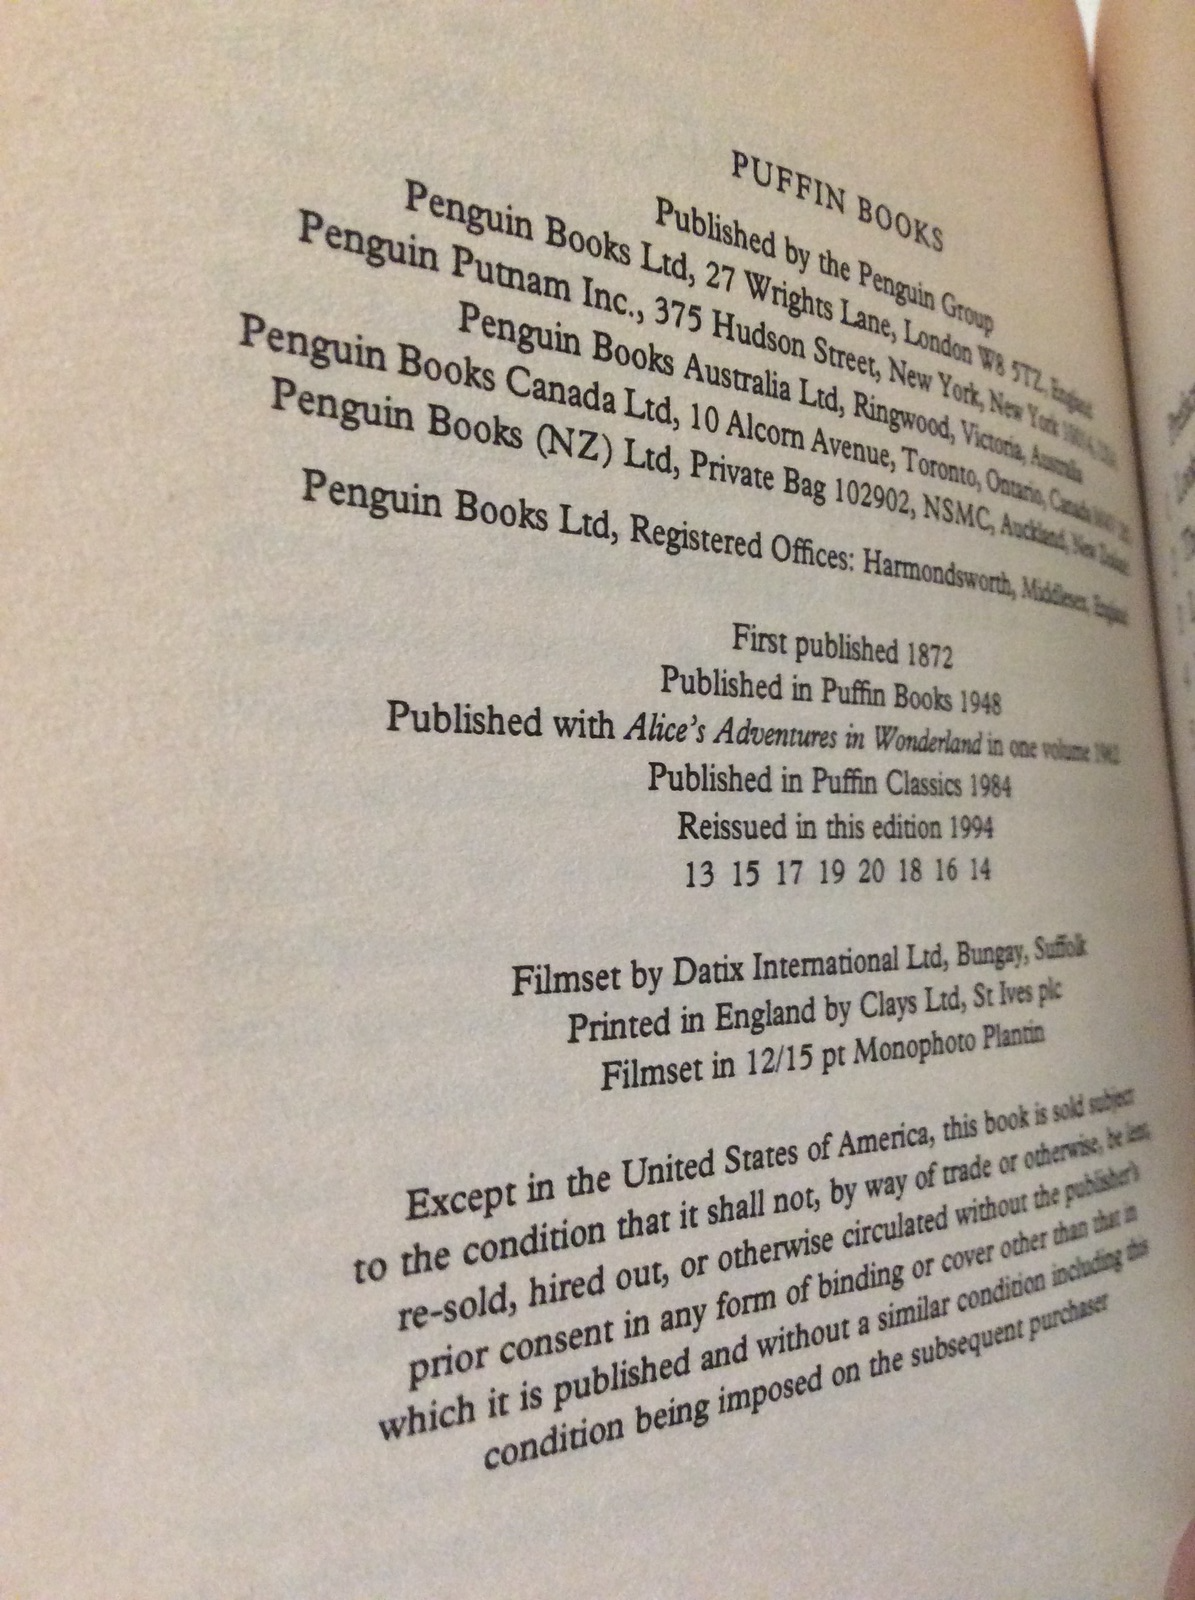 PUFFIN BOOKS
Published by the Penguin Group
Penguin Books Ltd, 27 Wrights Lane, London W8 5TZ, England
Penguin Putnam Inc., 375 Hudson Street, New York, New York
Penguin Books Australia Ltd, Ringwood, Victoria, Australia
Penguin Books Canada Ltd, 10 Alcorn Avenue, Toronto, Ontario, Canada
Penguin Books (NZ) Ltd, Private Bag 102902, NSMC, Auckland, New Zealand
Penguin Books Ltd, Registered Offices: Harmondsworth, Middlesex, England
First published 1872
Published in Puffin Books 1948
Published with Alice's Adventures in Wonderland in one volume
Published in Puffin Classics 1984
Reissued in this edition 1994
13 15 17 19 20 18 16 14
Filmset by Datix International Ltd, Bungay, Suffolk
Printed in England by Clays Ltd, St Ives plc
Filmset in 12/15 pt Monophoto Plantin
Except in the United States of America, this book is sold subject
to the condition that it shall not, by way of trade or otherwise, be lent,
re-sold, hired out, or otherwise circulated without the publisher's
prior consent in any form of binding or cover other than that in
which it is published and without a similar condition including this
condition being imposed on the subsequent purchaser